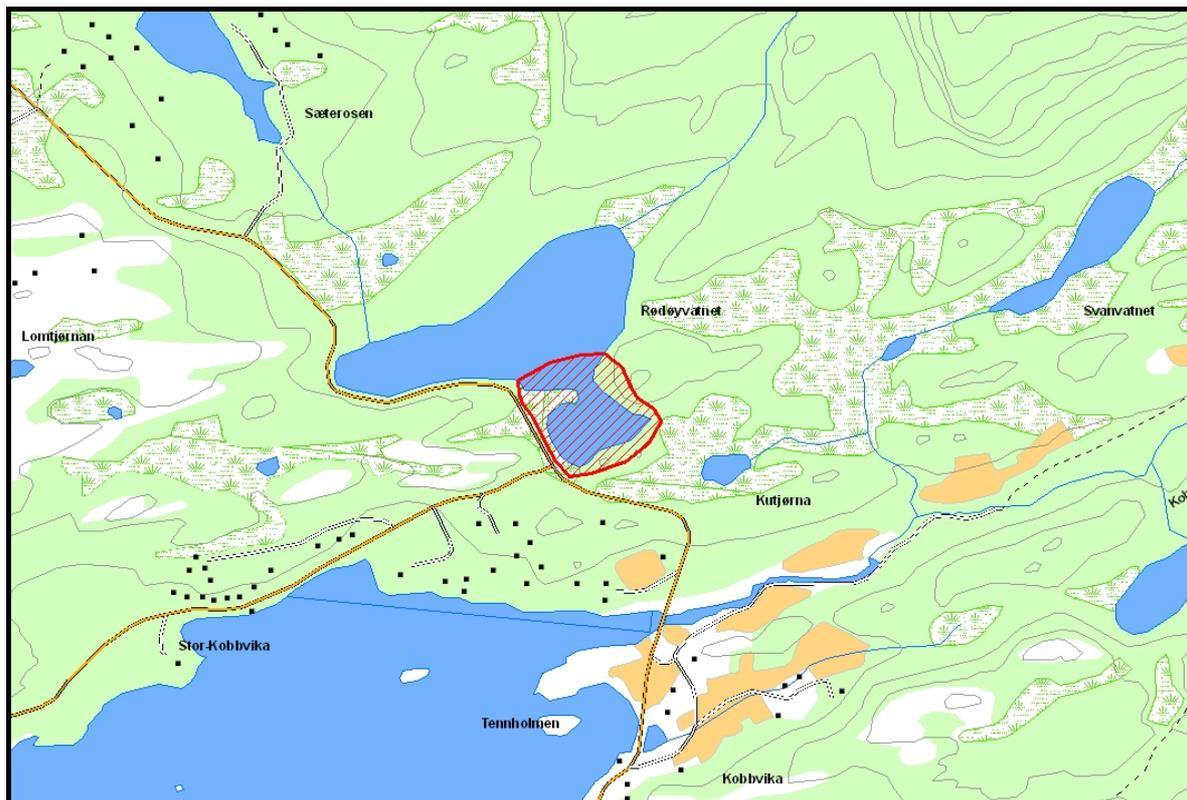 Sæterosen
Rødøyvatnet
Svanvatnet
Lomtjørnan
Kutjørna
Stor-Kobbvika
Tennholmen
Kobbvika